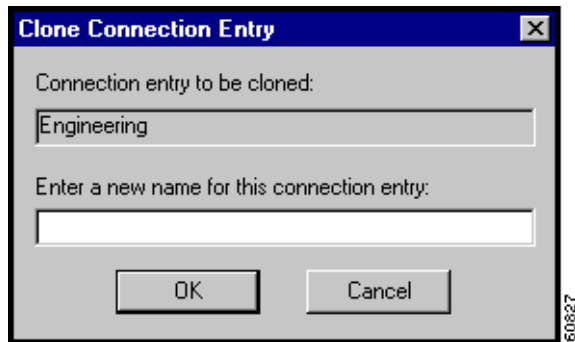 Clone Connection Entry
Connection entry to be cloned:
Engineering
Enter a new name for this connection entry:
OK Cancel
60827